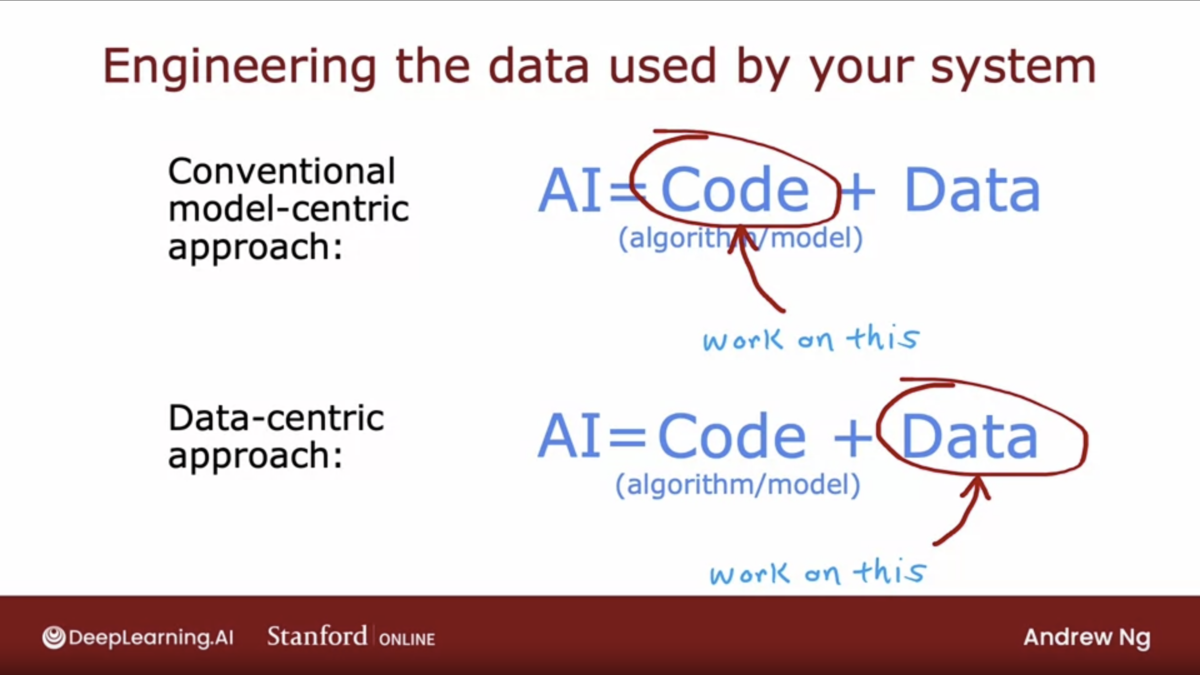 Engineering the data used by your system
Conventional
model-centric
approach:
AI= Code + Data
(algorithm/model)
work on this
Data-centric
approach:
AI=Code + Data
(algorithm/model)
work on this
DeepLearning.AI Stanford ONLINE Andrew Ng